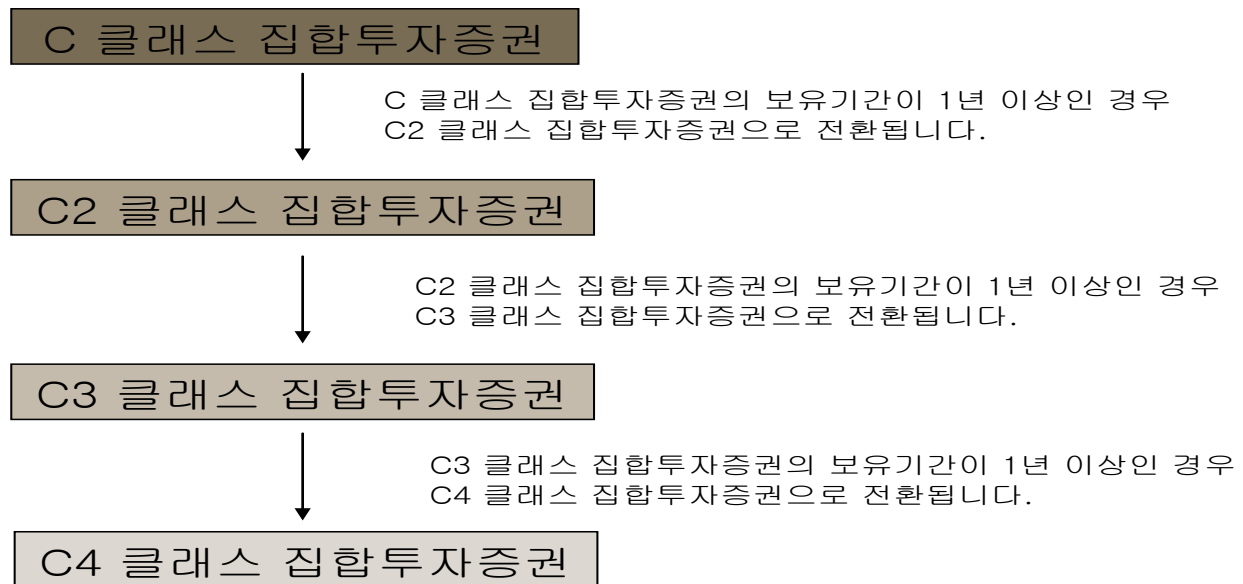 C 클래스 집합투자증권
C 클래스 집합투자증권의 보유기간이 1년 이상인 경우
C2 클래스 집합투자증권으로 전환됩니다.
C2 클래스 집합투자증권
C2 클래스 집합투자증권의 보유기간이 1년 이상인 경우
C3 클래스 집합투자증권으로 전환됩니다.
C3 클래스 집합투자증권
C3 클래스 집합투자증권의 보유기간이 1년 이상인 경우
C4 클래스 집합투자증권으로 전환됩니다.
C4 클래스 집합투자증권